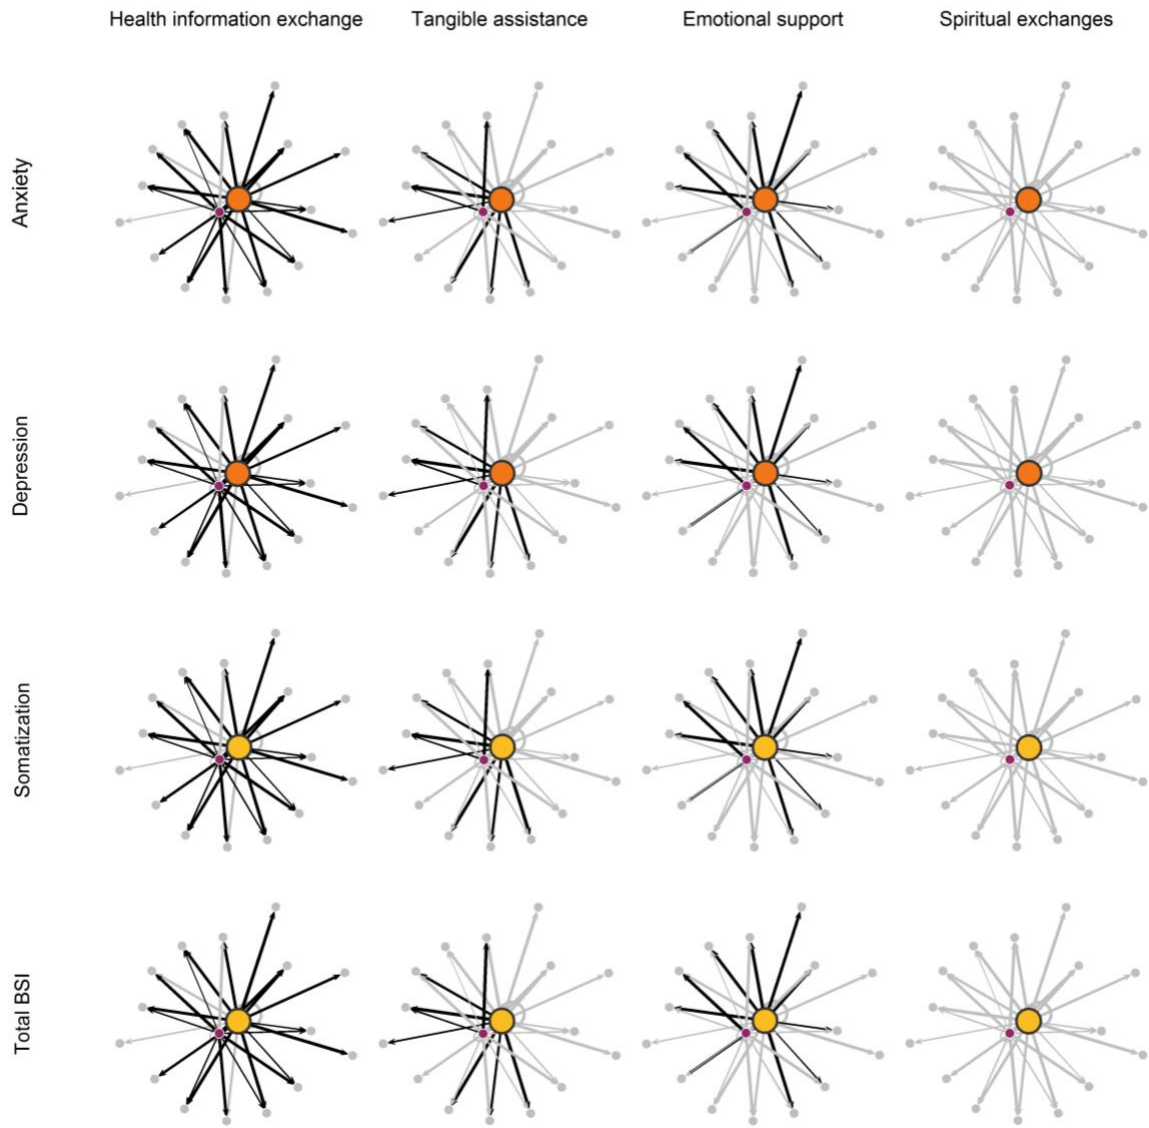 Health information exchange
Tangible assistance
Emotional support
Spiritual exchanges
Anxiety
Depression
Somatization
Total BSI